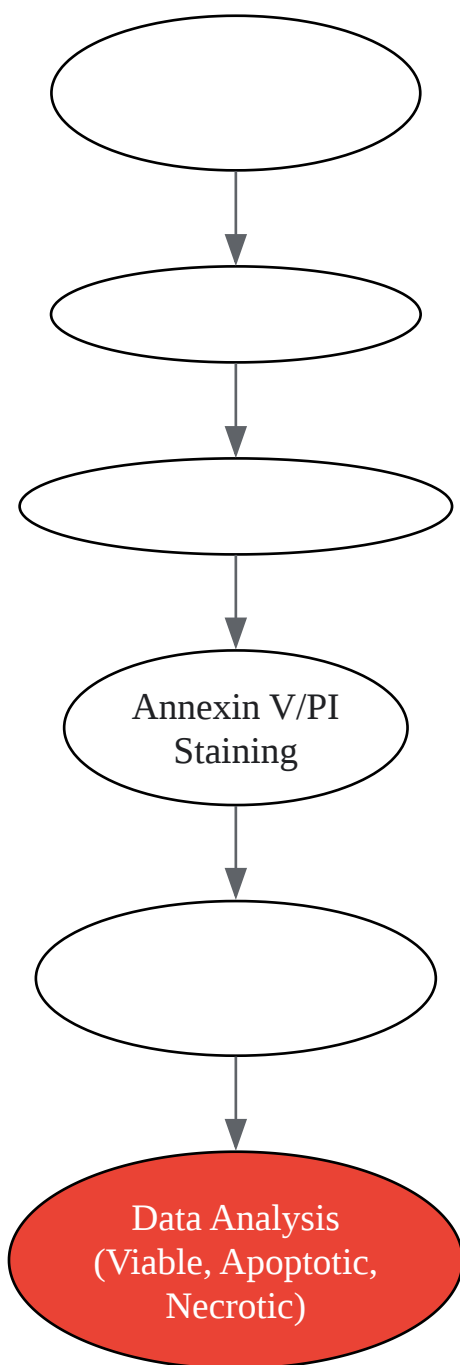 Annexin V/PI
Staining
Data Analysis
(Viable, Apoptotic,
Necrotic)